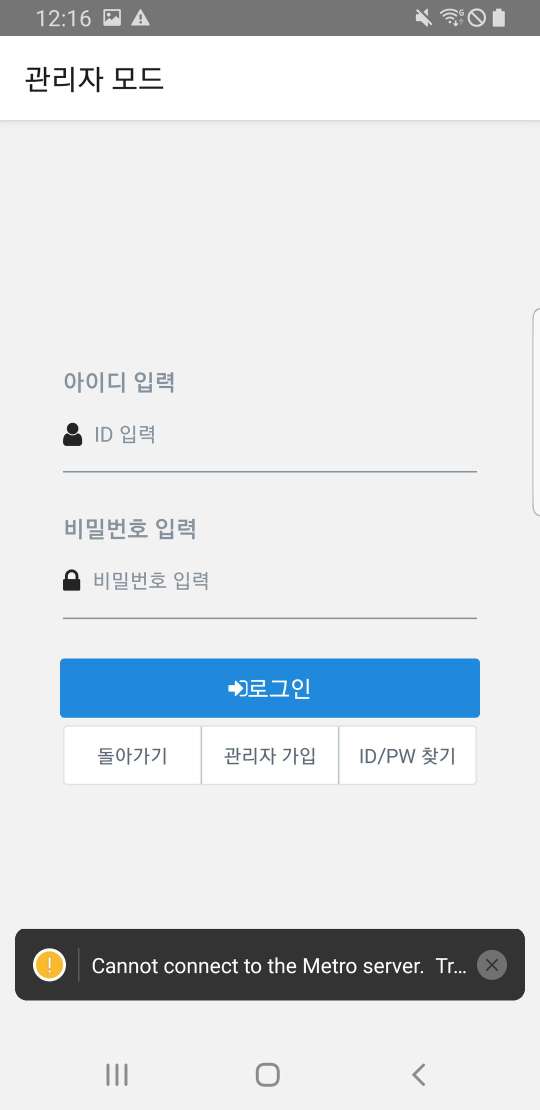 12:16
관리자 모드
아이디 입력
ID 입력
비밀번호 입력
비밀번호 입력
로그인
돌아가기 관리자 가입 ID/PW 찾기
Cannot connect to the Metro server. Tr...